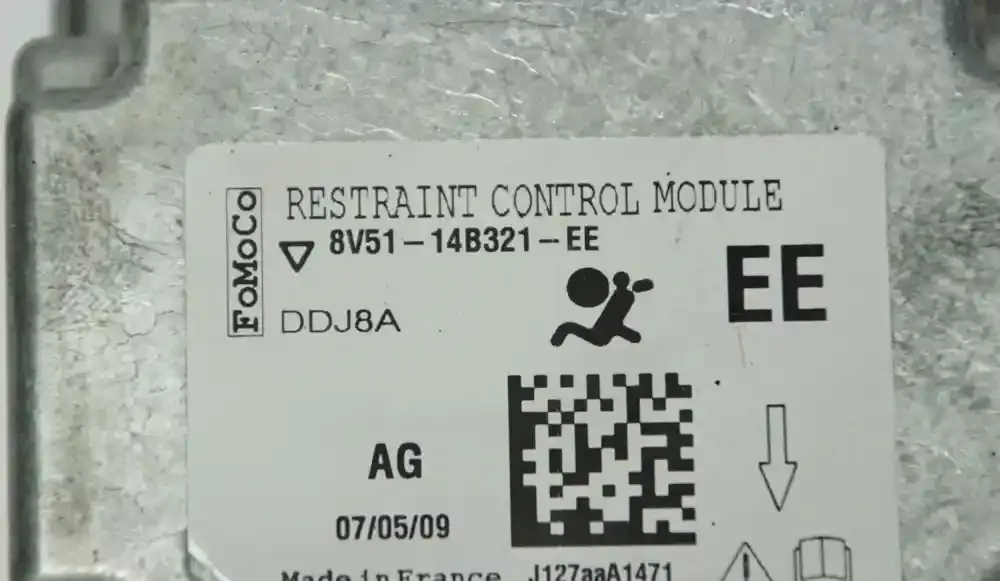 FoMoCo
RESTRAINT CONTROL MODULE
8V51-14B321-EE
EE
DDJ8A
AG
07/05/09
Made in France J127aaA1471